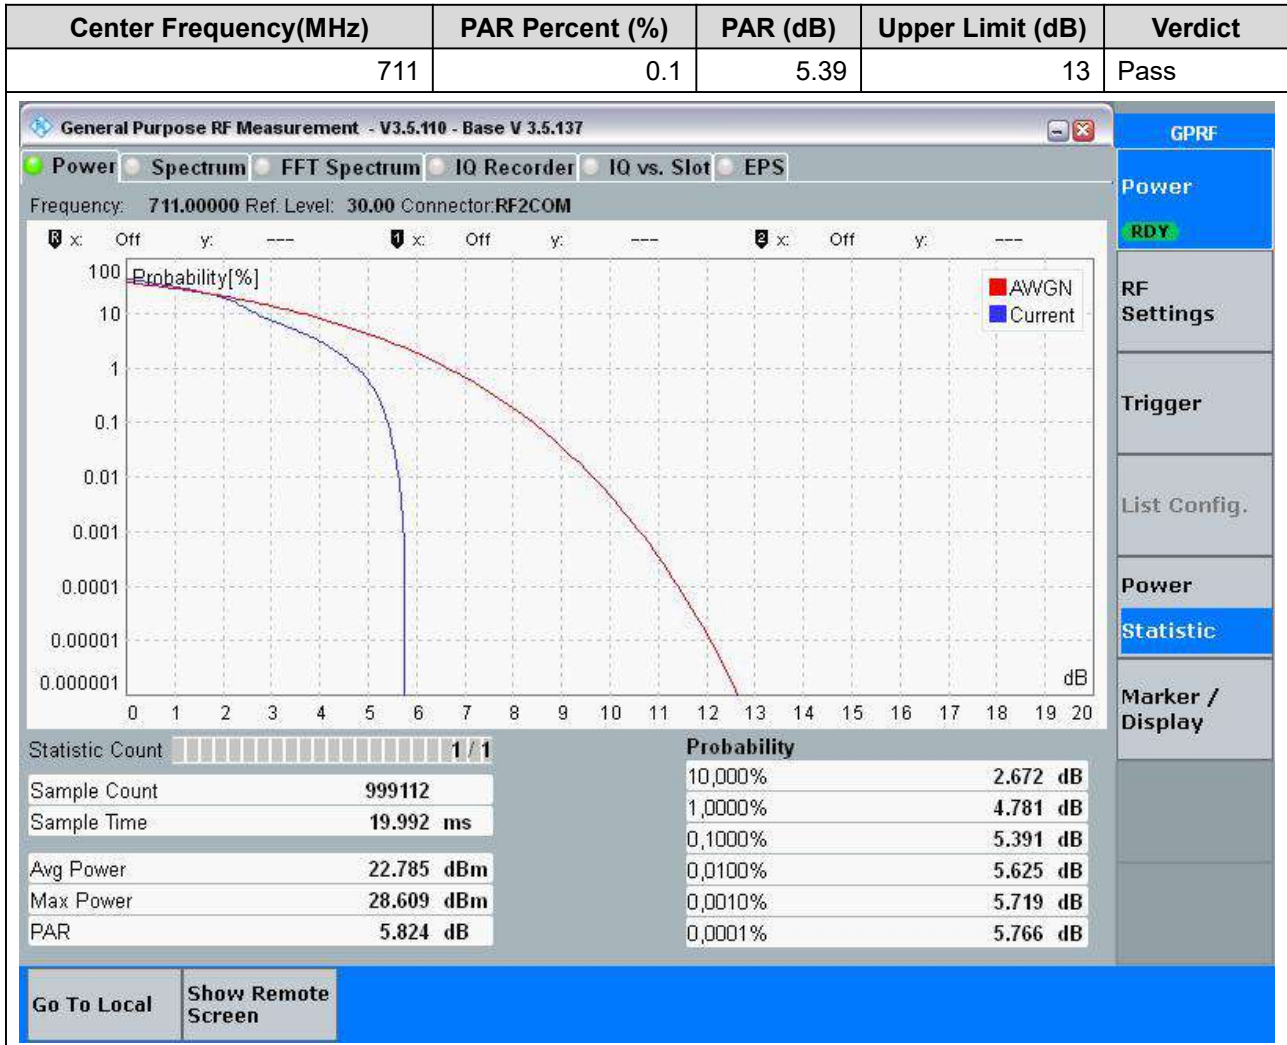 Center Frequency(MHz) PAR Percent (%) PAR (dB) Upper Limit (dB) Verdict
711 0.1 5.39 13 Pass
General Purpose RF Measurement - V3.5.110 - Base V 3.5.137
GPRF
Power Spectrum FFT Spectrum IQ Recorder IQ vs. Slot EPS
Power
RDY
Frequency: 711.00000 Ref. Level: 30.00 Connector:RF2COM
R x: Off y: --- 1 x: Off y: --- 2 x: Off y: ---
Probability[%]
AWGN
Current
100
10
1
0.1
0.01
0.001
0.0001
0.00001
0.000001
dB
0 1 2 3 4 5 6 7 8 9 10 11 12 13 14 15 16 17 18 19 20
RF
Settings
Trigger
List Config.
Power
Statistic
Marker /
Display
Statistic Count 1 / 1
Sample Count 999112
Sample Time 19.992 ms
Avg Power 22.785 dBm
Max Power 28.609 dBm
PAR 5.824 dB
Probability
10,000% 2.672 dB
1,0000% 4.781 dB
0,1000% 5.391 dB
0,0100% 5.625 dB
0,0010% 5.719 dB
0,0001% 5.766 dB
Go To Local
Show Remote
Screen